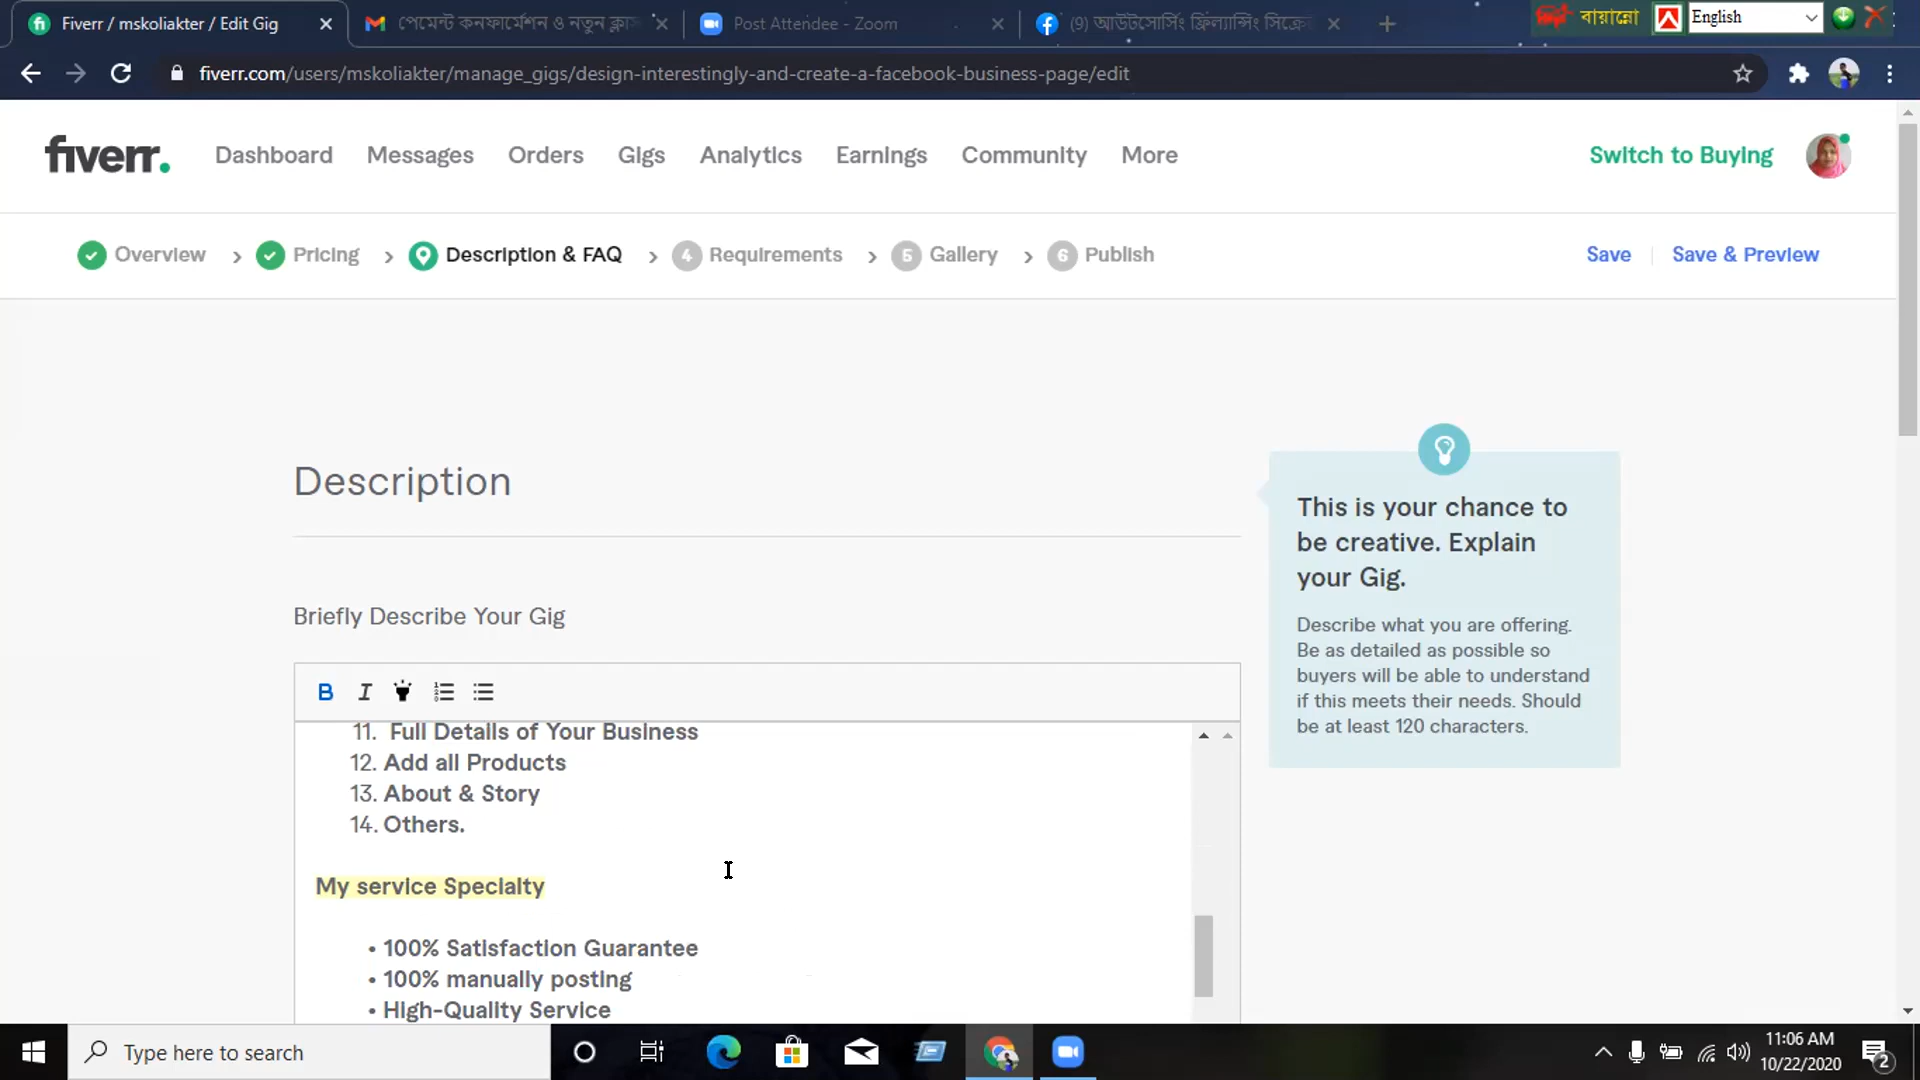 Fiverr / mskoliakter / Edit Gig
পেমেন্ট কনফার্মেশন ও নতুন ক্লাস
Post Attendee - Zoom
(9) আউটসোর্সিং ফ্রিল্যান্সিং সিক্রে
বায়ান্নো
English
fiverr.com/users/mskoliakter/manage_gigs/design-interestingly-and-create-a-facebook-business-page/edit
fiverr.
Dashboard
Messages
Orders
Gigs
Analytics
Earnings
Community
More
Switch to Buying
Overview
Pricing
Description & FAQ
4 Requirements
5 Gallery
6 Publish
Save
Save & Preview
Description
Briefly Describe Your Gig
B I
11. Full Details of Your Business
12. Add all Products
13. About & Story
14. Others.
My service Specialty
• 100% Satisfaction Guarantee
• 100% manually posting
• High-Quality Service
This is your chance to
be creative. Explain
your Gig.
Describe what you are offering.
Be as detailed as possible so
buyers will be able to understand
if this meets their needs. Should
be at least 120 characters.
Type here to search
11:06 AM
10/22/2020
2